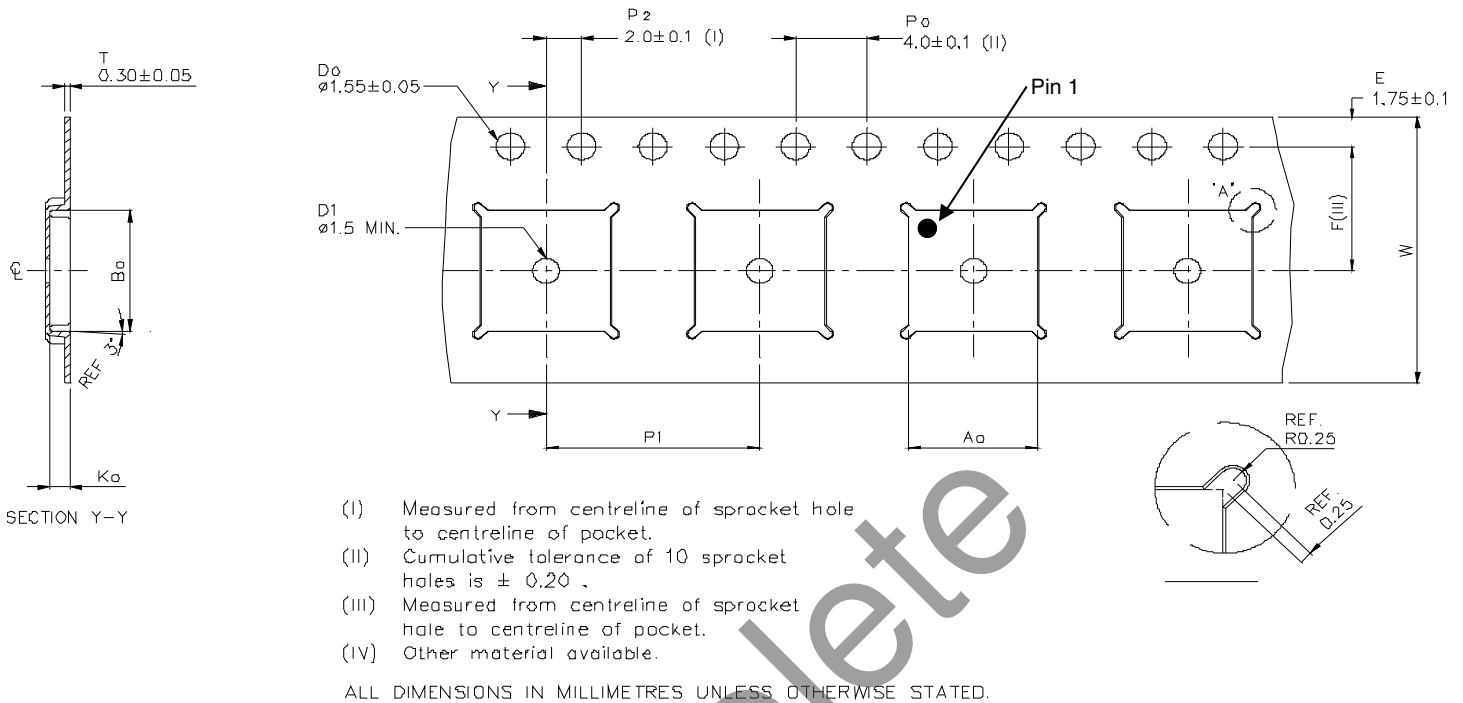 P2
2.0±0.1 (I)
Po
4.0±0.1 (II)
T
0.30±0.05
Do
ø1.55±0.05
Y
Pin 1
E
1.75±0.1
"A"
D1
ø1.5 MIN.
F(III)
W
Bo
℄
REF 3°
Y
P1
Ao
Ko
SECTION Y-Y
REF.
R0.25
REF.
0.25
(I) Measured from centreline of sprocket hole
to centreline of pocket.
(II) Cumulative tolerance of 10 sprocket
holes is ± 0.20 .
(III) Measured from centreline of sprocket
hole to centreline of pocket.
(IV) Other material available.
ALL DIMENSIONS IN MILLIMETRES UNLESS OTHERWISE STATED.